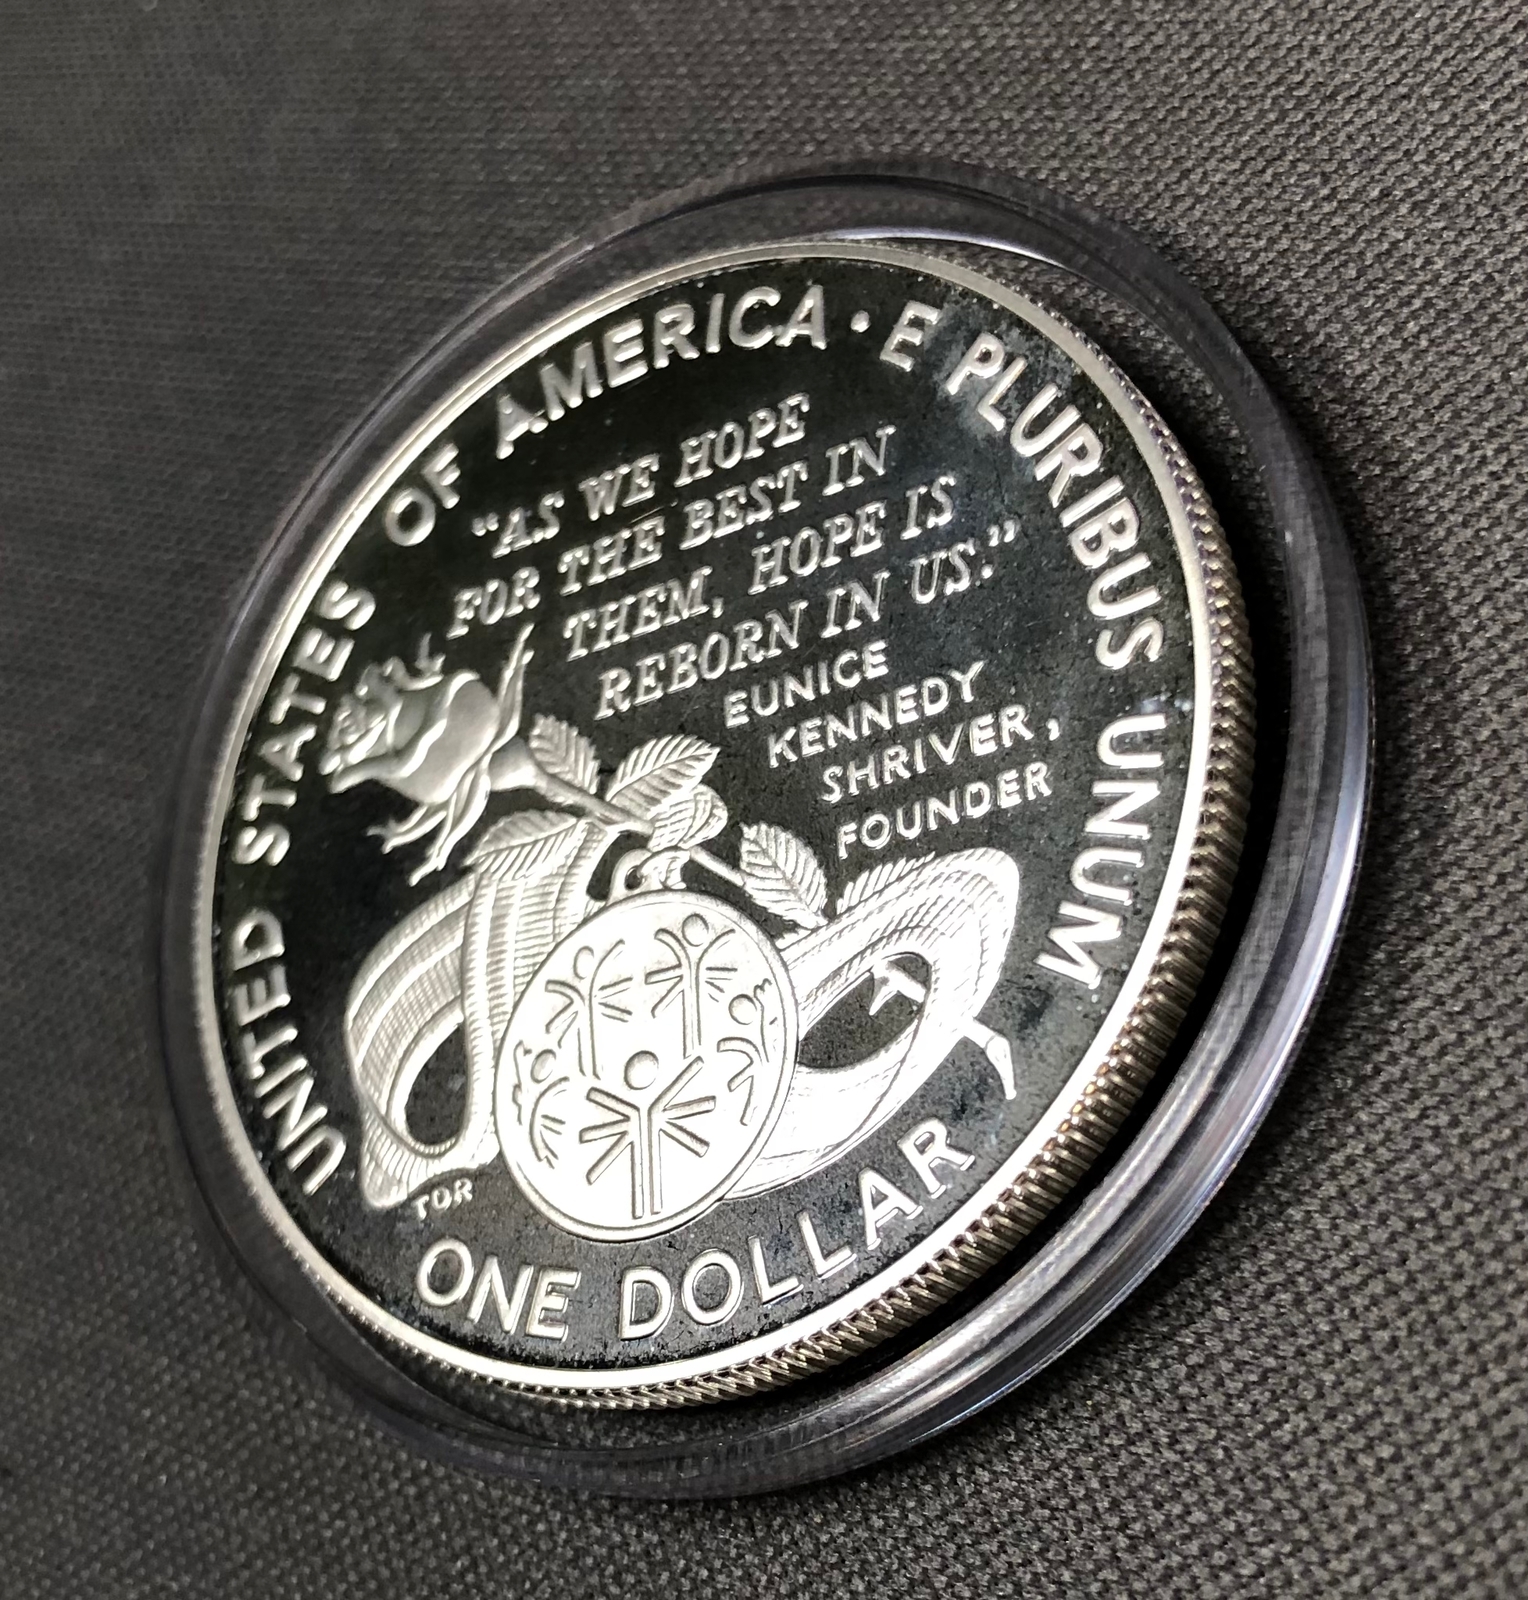 UNITED STATES OF AMERICA • E PLURIBUS UNUM
“AS WE HOPE
FOR THE BEST IN
THEM, HOPE IS
REBORN IN US.”
EUNICE
KENNEDY
SHRIVER,
FOUNDER
TDR
ONE DOLLAR